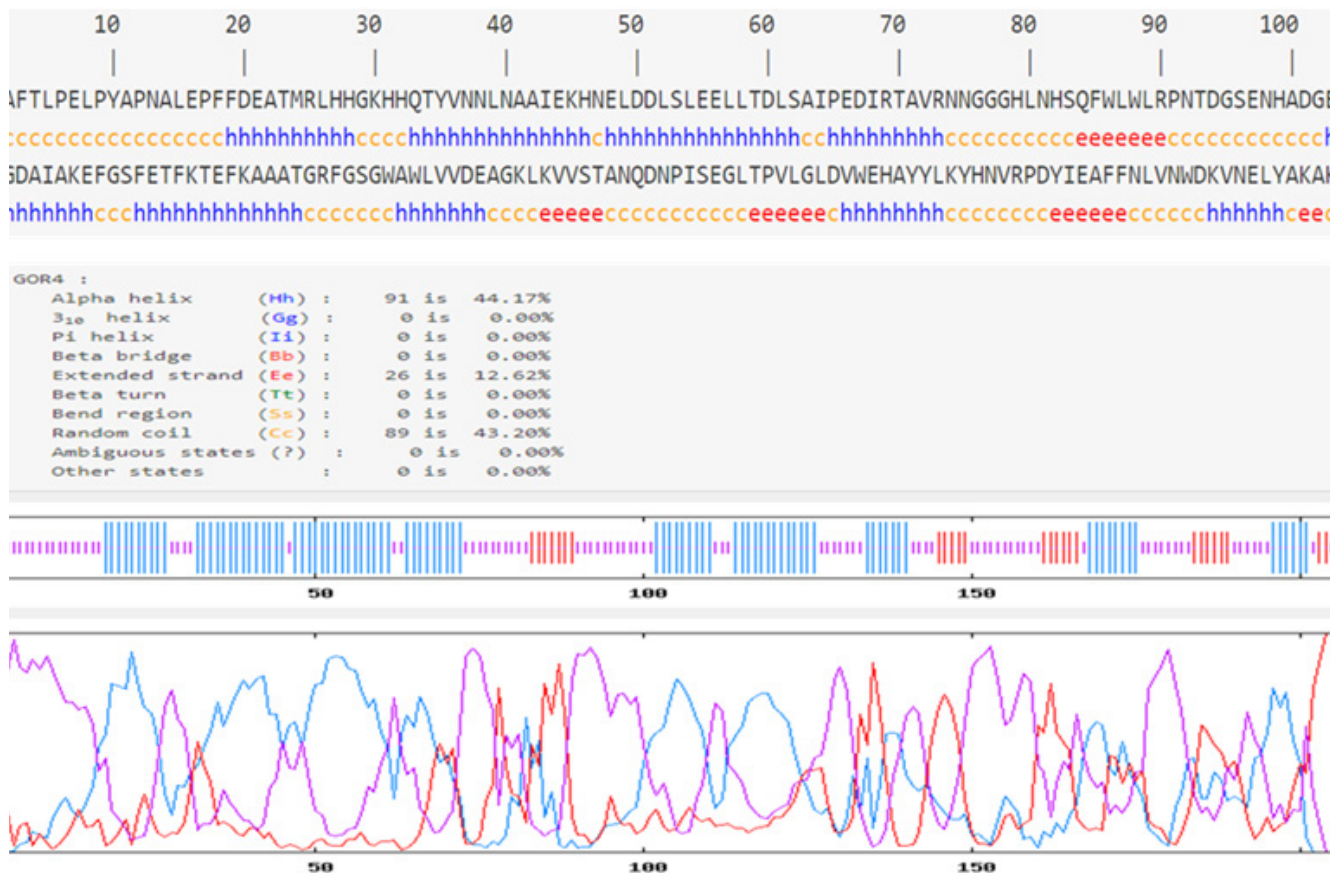 10 20 30 40 50 60 70 80 90 100
AFTLPELPYAPNALEPFFDEATMRLHHGKHHQTYVNNLNAAIEKHNELDDLSLEELLTDLSAIPEDIRTAVRNNGGGHLNHSQFWLWLRPNTDGSENHADGE
ccccccccccccccccchhhhhhhhhhcccchhhhhhhhhhhhhhchhhhhhhhhhhhhhhcchhhhhhhhhcccccccccceeeeeeecccccccccccch
GDAIAKEFGSFETFKTEFKAAATGRFGSGWAWLVVDEAGKLKVVSTANQDNPISEGLTPVLGLDVWEHAYYLKYHNVRPDYIEAFFNLVNWDKVNELYAKAK
hhhhhhhccchhhhhhhhhhhhhccccccchhhhhhhcccceeeeeccccccccccceeeeeechhhhhhhhcccccccceeeeeecccccchhhhhhceec
GOR4 :
Alpha helix (Hh) : 91 is 44.17%
3₁₀ helix (Gg) : 0 is 0.00%
Pi helix (Ii) : 0 is 0.00%
Beta bridge (Bb) : 0 is 0.00%
Extended strand (Ee) : 26 is 12.62%
Beta turn (Tt) : 0 is 0.00%
Bend region (Ss) : 0 is 0.00%
Random coil (Cc) : 89 is 43.20%
Ambiguous states (?) : 0 is 0.00%
Other states : 0 is 0.00%
50 100 150
50 100 150